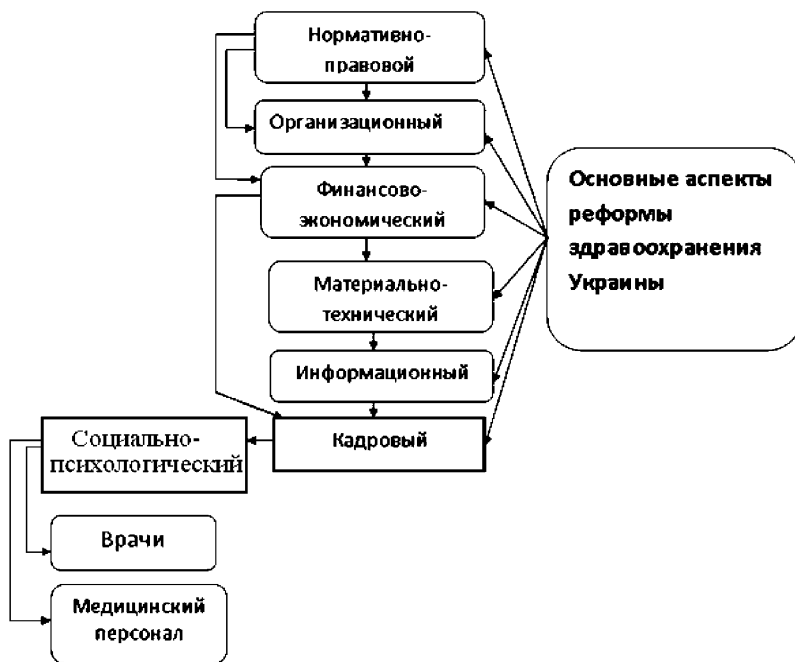 Нормативно-
правовой
Организационный
Финансово-
экономический
Материально-
технический
Информационный
Кадровый
Основные аспекты
реформы
здравоохранения
Украины
Социально-
психологический
Врачи
Медицинский
персонал